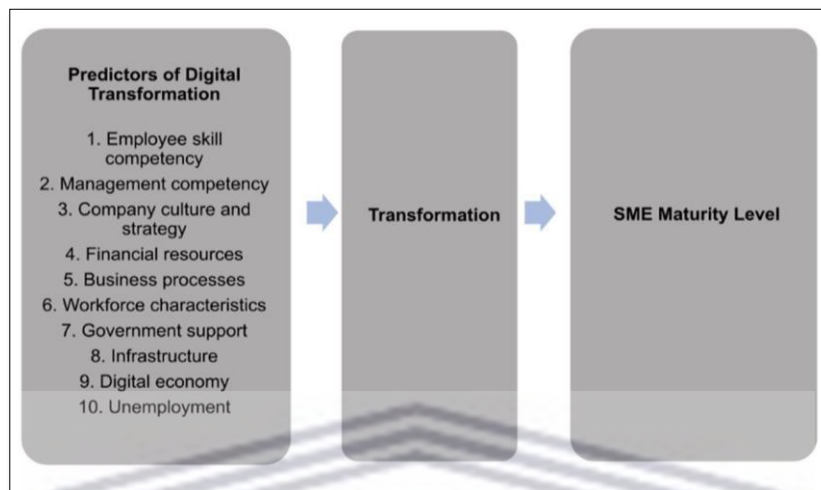 Predictors of Digital
Transformation
1. Employee skill
competency
2. Management competency
3. Company culture and
strategy
4. Financial resources
5. Business processes
6. Workforce characteristics
7. Government support
8. Infrastructure
9. Digital economy
10. Unemployment
Transformation
SME Maturity Level